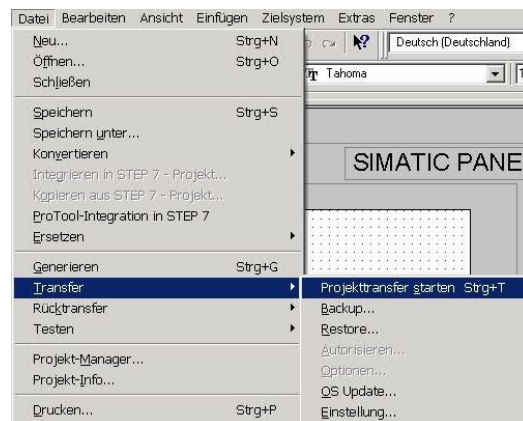 Datei Bearbeiten Ansicht Einfügen Zielsystem Extras Fenster ?
Neu... Strg+N
Deutsch (Deutschland)
Öffnen... Strg+O
Tahoma
Schließen
Speichern Strg+S
Speichern unter...
Konvertieren
SIMATIC PANE
Integrieren in STEP 7 - Projekt...
Kopieren aus STEP 7 - Projekt...
ProTool-Integration in STEP 7
Ersetzen
Generieren Strg+G
Transfer
Projekttransfer starten Strg+T
Rücktransfer
Backup...
Testen
Restore...
Autorisieren...
Projekt-Manager...
Optionen...
Projekt-Info...
OS Update...
Drucken... Strg+P
Einstellung...